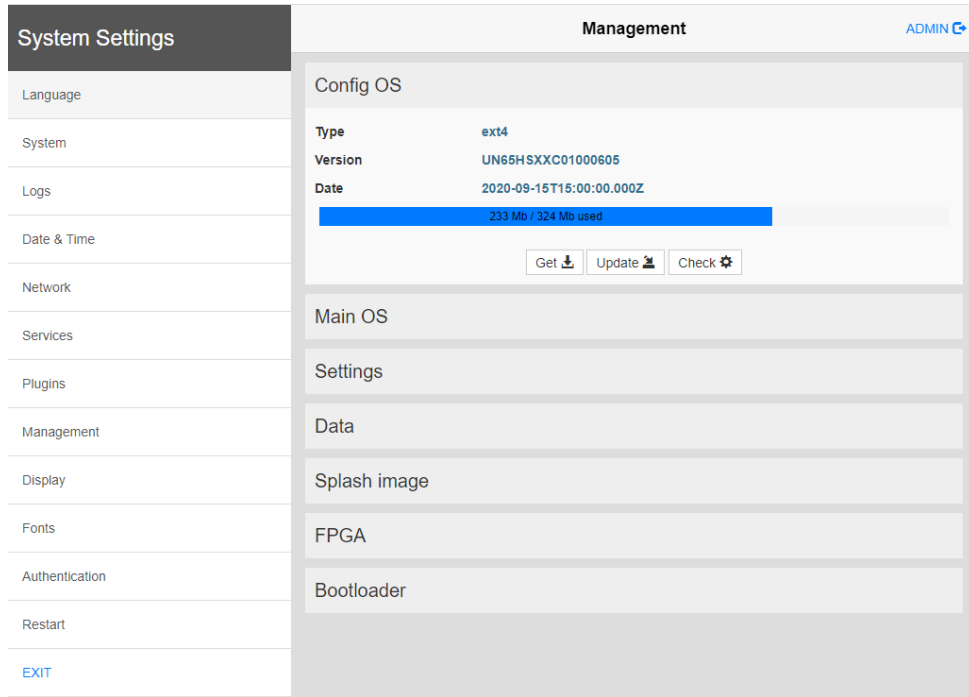 System Settings
Language
System
Logs
Date & Time
Network
Services
Plugins
Management
Display
Fonts
Authentication
Restart
EXIT
Management
ADMIN
Config OS
Type ext4
Version UN65HSXXC01000605
Date 2020-09-15T15:00:00.000Z
233 Mb / 324 Mb used
Get Update Check
Main OS
Settings
Data
Splash image
FPGA
Bootloader